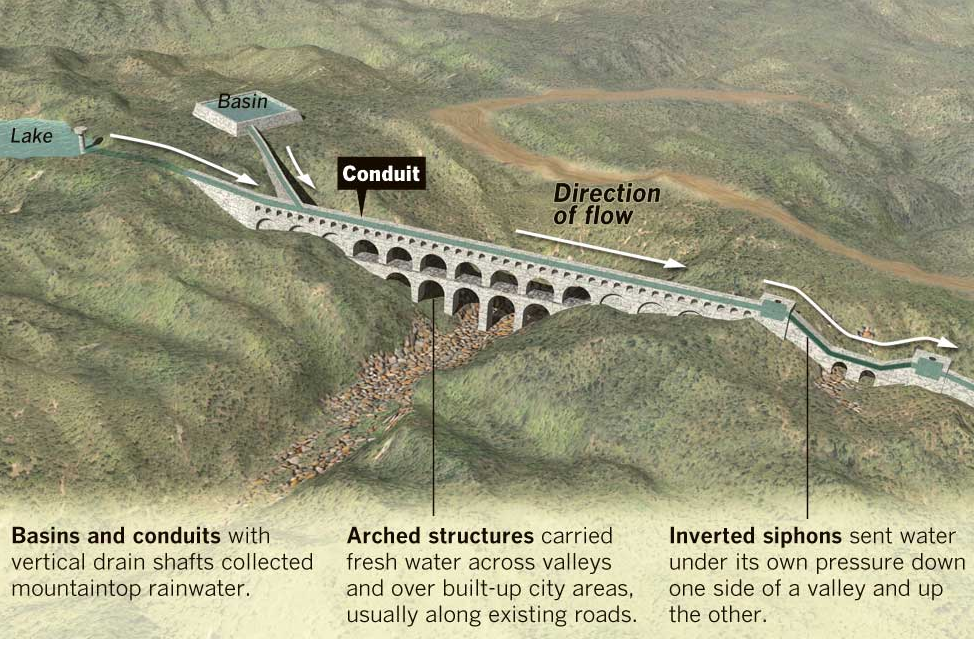 Basin
Lake
Conduit
Direction
of flow
Basins and conduits with
vertical drain shafts collected
mountaintop rainwater.
Arched structures carried
fresh water across valleys
and over built-up city areas,
usually along existing roads.
Inverted siphons sent water
under its own pressure down
one side of a valley and up
the other.